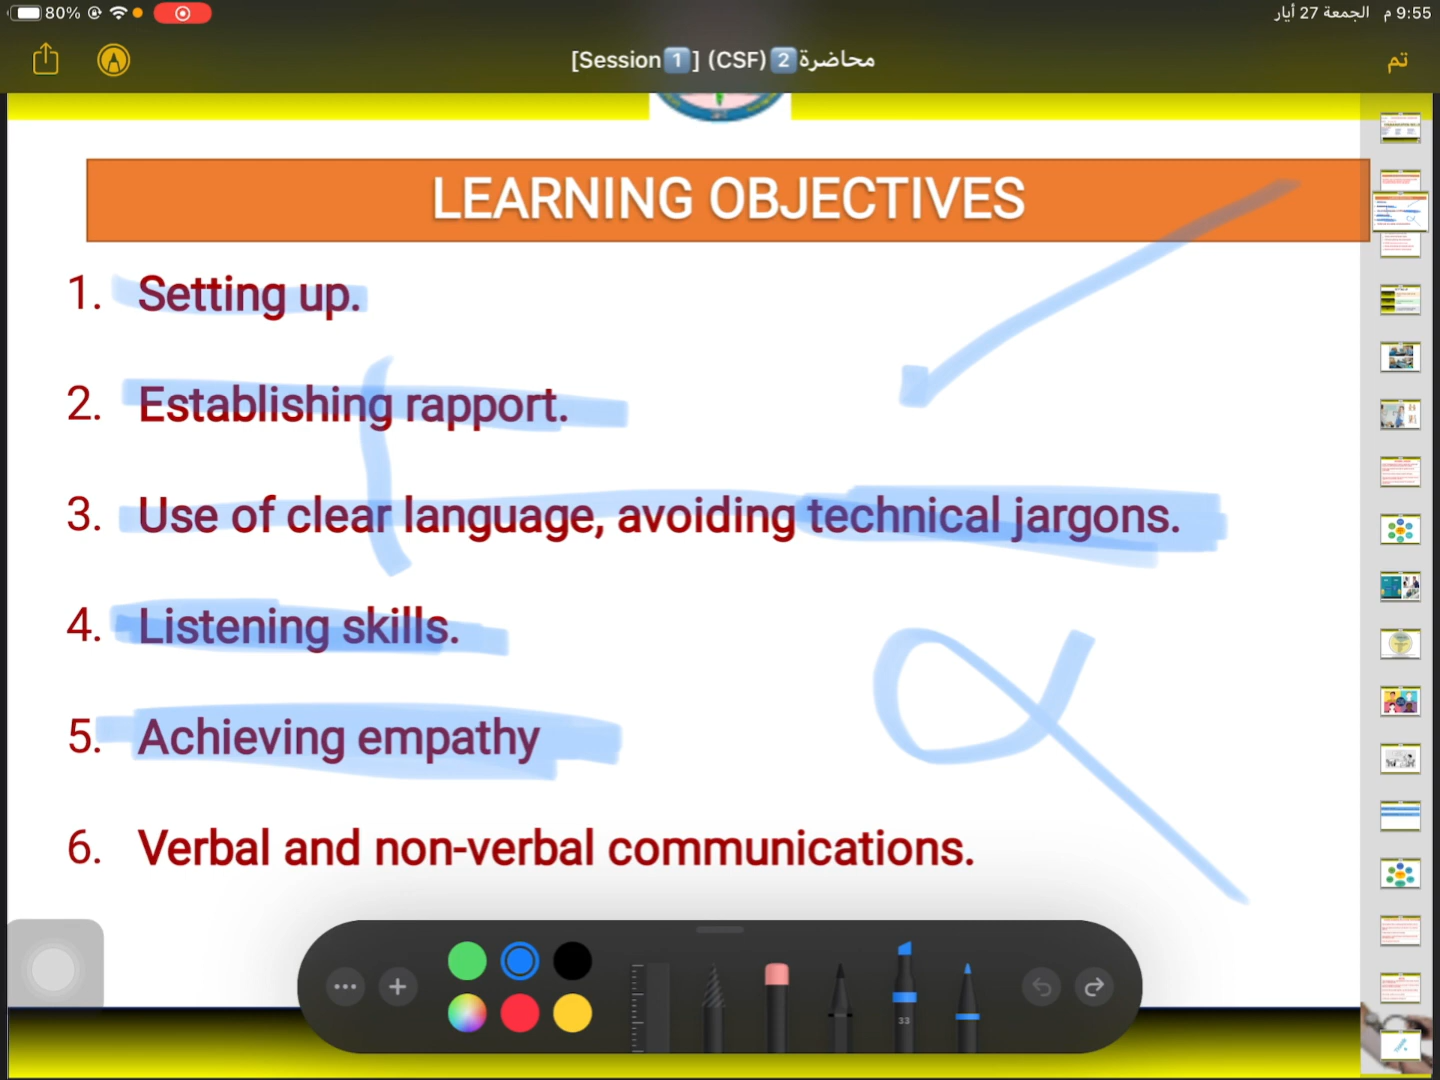 80%
9:55 م الجمعة 27 أيار
[Session 1️⃣ ] (CSF) 2️⃣محاضرة
تم
LEARNING OBJECTIVES
1. Setting up.
2. Establishing rapport.
3. Use of clear language, avoiding technical jargons.
4. Listening skills.
5. Achieving empathy
6. Verbal and non-verbal communications.
33